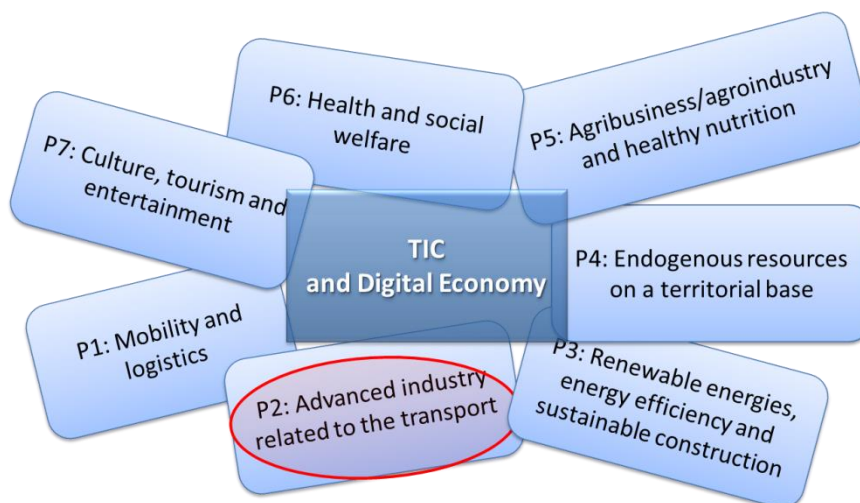 P6: Health and social
welfare
P5: Agribusiness/agroindustry
and healthy nutrition
P7: Culture, tourism and
entertainment
TIC
and Digital Economy
P4: Endogenous resources
on a territorial base
P1: Mobility and
logistics
P2: Advanced industry
related to the transport
P3: Renewable energies,
energy efficiency and
sustainable construction